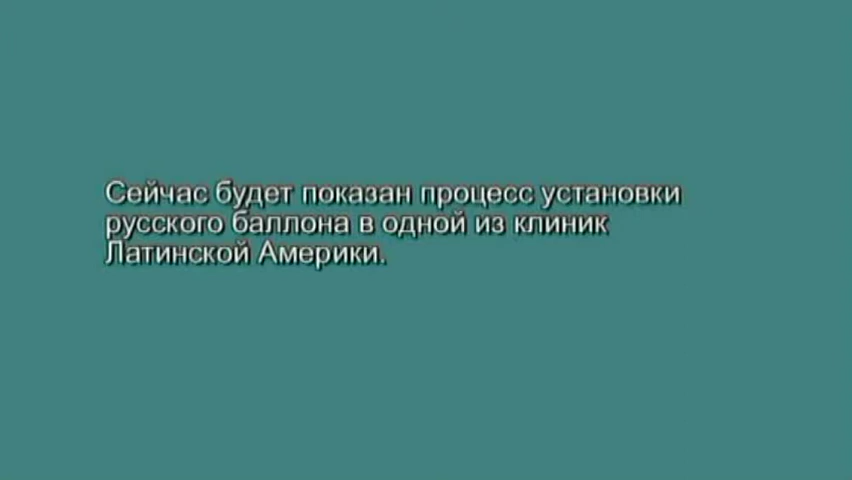 Сейчас будет показан процесс установки
русского баллона в одной из клиник
Латинской Америки.